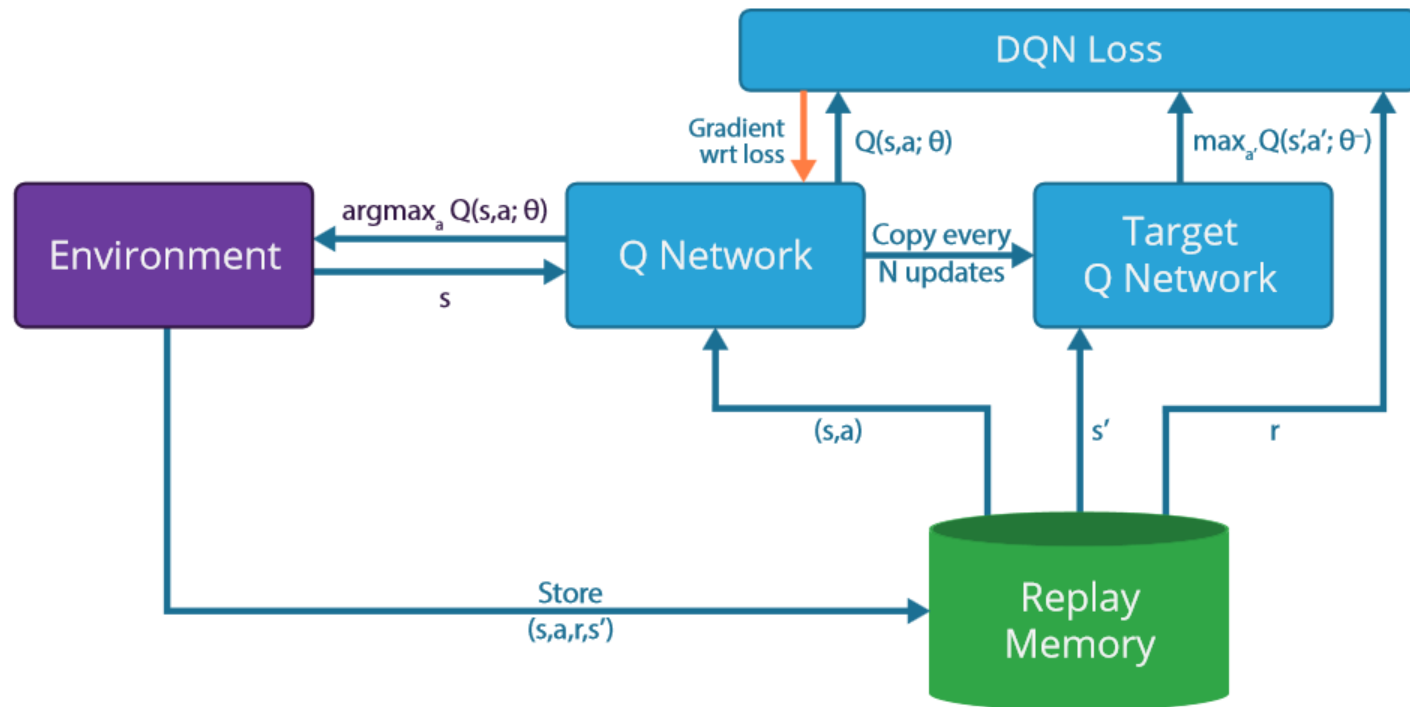 DQN Loss
Gradient
wrt loss
Q(s,a; θ)
maxₐ′ Q(s′,a′; θ⁻)
Environment
argmaxₐ Q(s,a; θ)
s
Q Network
Copy every
N updates
Target
Q Network
(s,a)
s′
r
Store
(s,a,r,s′)
Replay
Memory